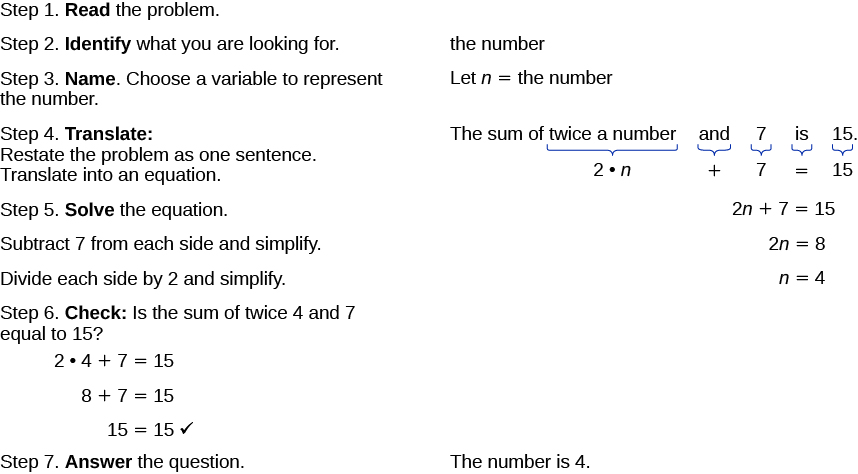 Step 1. Read the problem.
Step 2. Identify what you are looking for.
the number
Step 3. Name. Choose a variable to represent
the number.
Let n = the number
Step 4. Translate:
Restate the problem as one sentence.
Translate into an equation.
The sum of twice a number and 7 is 15.
2 • n + 7 = 15
Step 5. Solve the equation.
2n + 7 = 15
Subtract 7 from each side and simplify.
2n = 8
Divide each side by 2 and simplify.
n = 4
Step 6. Check: Is the sum of twice 4 and 7
equal to 15?
2 • 4 + 7 = 15
8 + 7 = 15
15 = 15 ✓
Step 7. Answer the question.
The number is 4.